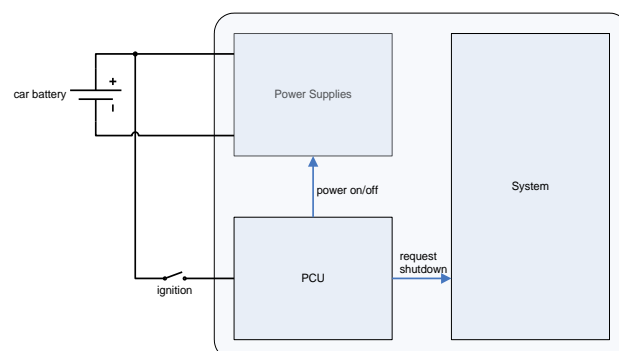 Power Supplies
+
car battery
power on/off
System
request
shutdown
PCU
ignition